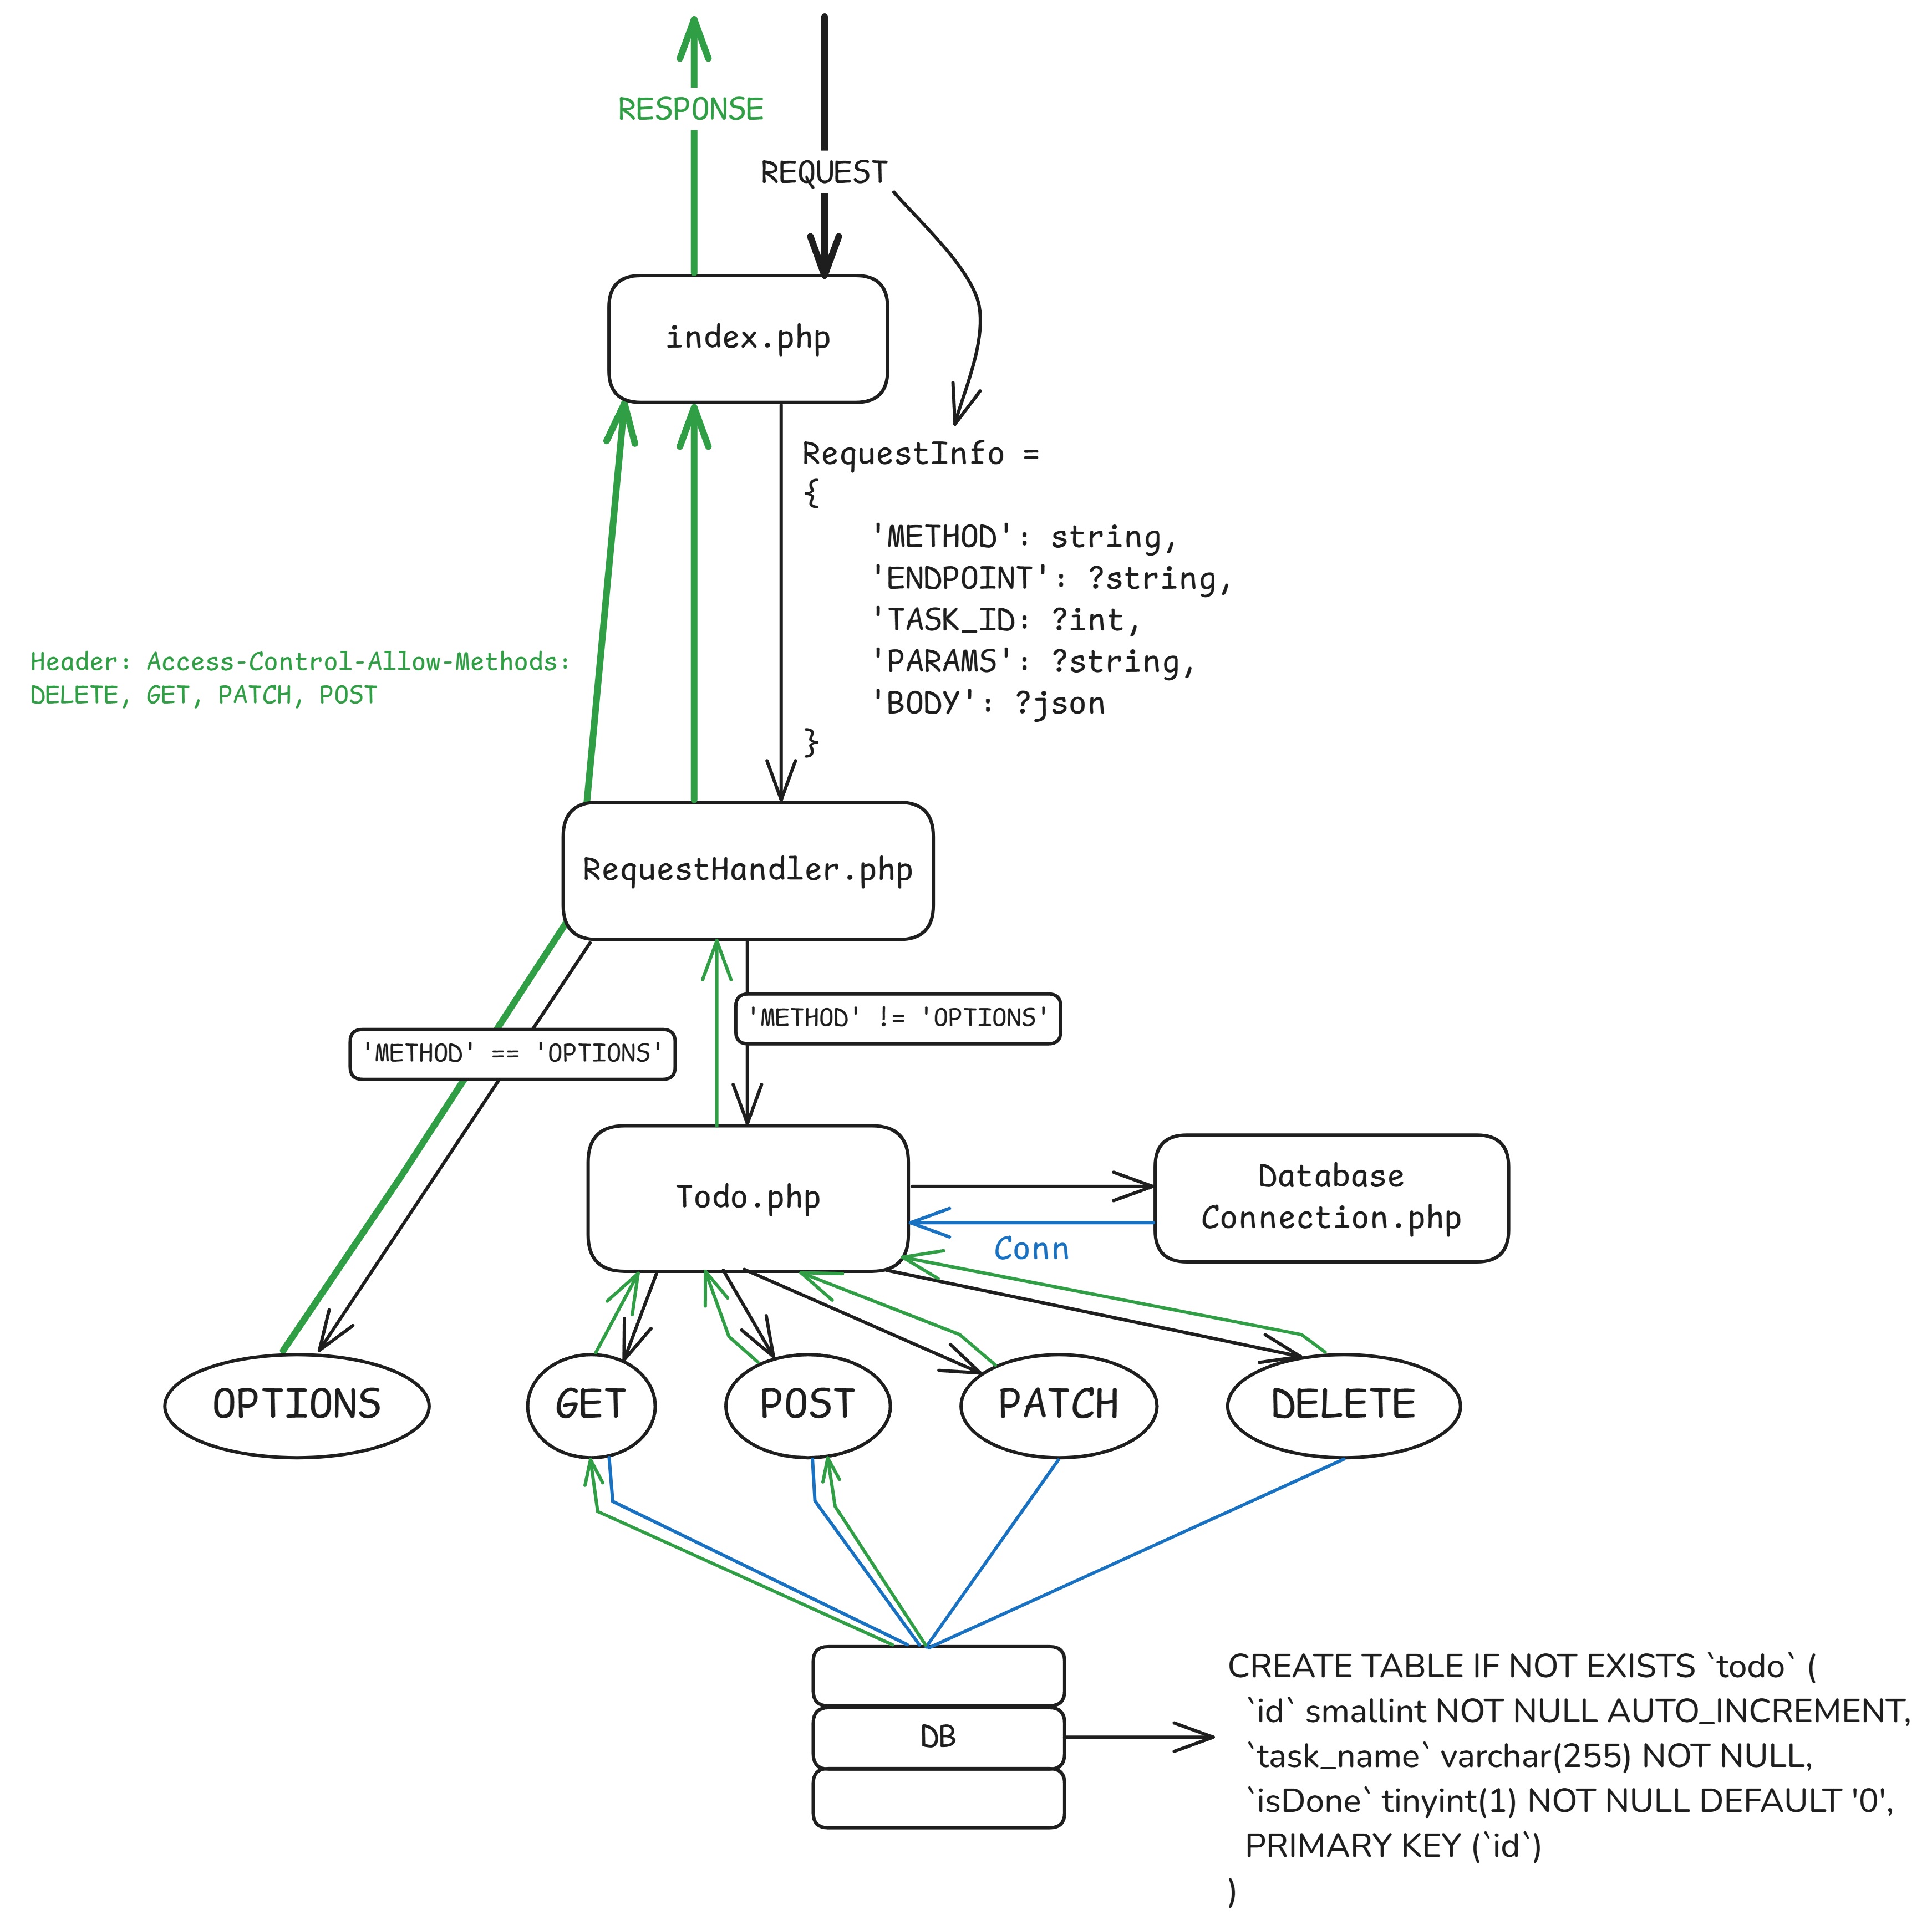 RESPONSE
REQUEST
index.php
RequestInfo =
{
'METHOD': string,
'ENDPOINT': ?string,
'TASK_ID: ?int,
'PARAMS': ?string,
'BODY': ?json
}
Header: Access-Control-Allow-Methods:
DELETE, GET, PATCH, POST
RequestHandler.php
'METHOD' != 'OPTIONS'
'METHOD' == 'OPTIONS'
Todo.php
Database
Connection.php
Conn
OPTIONS
GET
POST
PATCH
DELETE
DB
CREATE TABLE IF NOT EXISTS `todo` (
`id` smallint NOT NULL AUTO_INCREMENT,
`task_name` varchar(255) NOT NULL,
`isDone` tinyint(1) NOT NULL DEFAULT '0',
PRIMARY KEY (`id`)
)